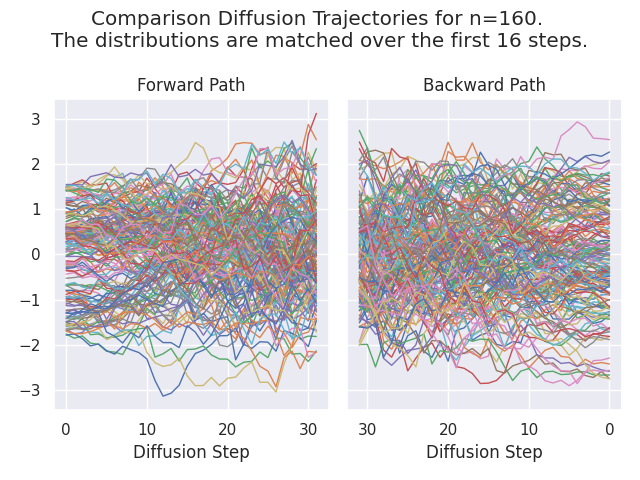 Comparison Diffusion Trajectories for n=160.
The distributions are matched over the first 16 steps.
Forward Path
Backward Path
3
2
1
0
−1
−2
−3
0 10 20 30
30 20 10 0
Diffusion Step
Diffusion Step